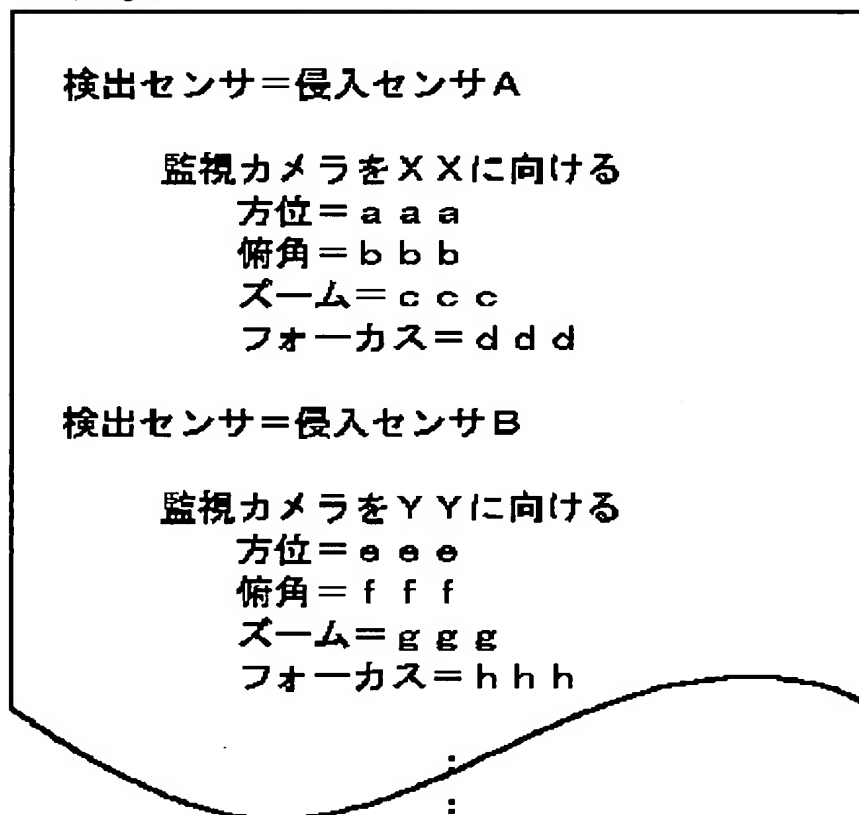 検出センサ＝侵入センサA
監視カメラをXXに向ける
方位＝aaa
俯角＝bbb
ズーム＝ccc
フォーカス＝ddd
検出センサ＝侵入センサB
監視カメラをYYに向ける
方位＝eee
俯角＝fff
ズーム＝ggg
フォーカス＝hhh